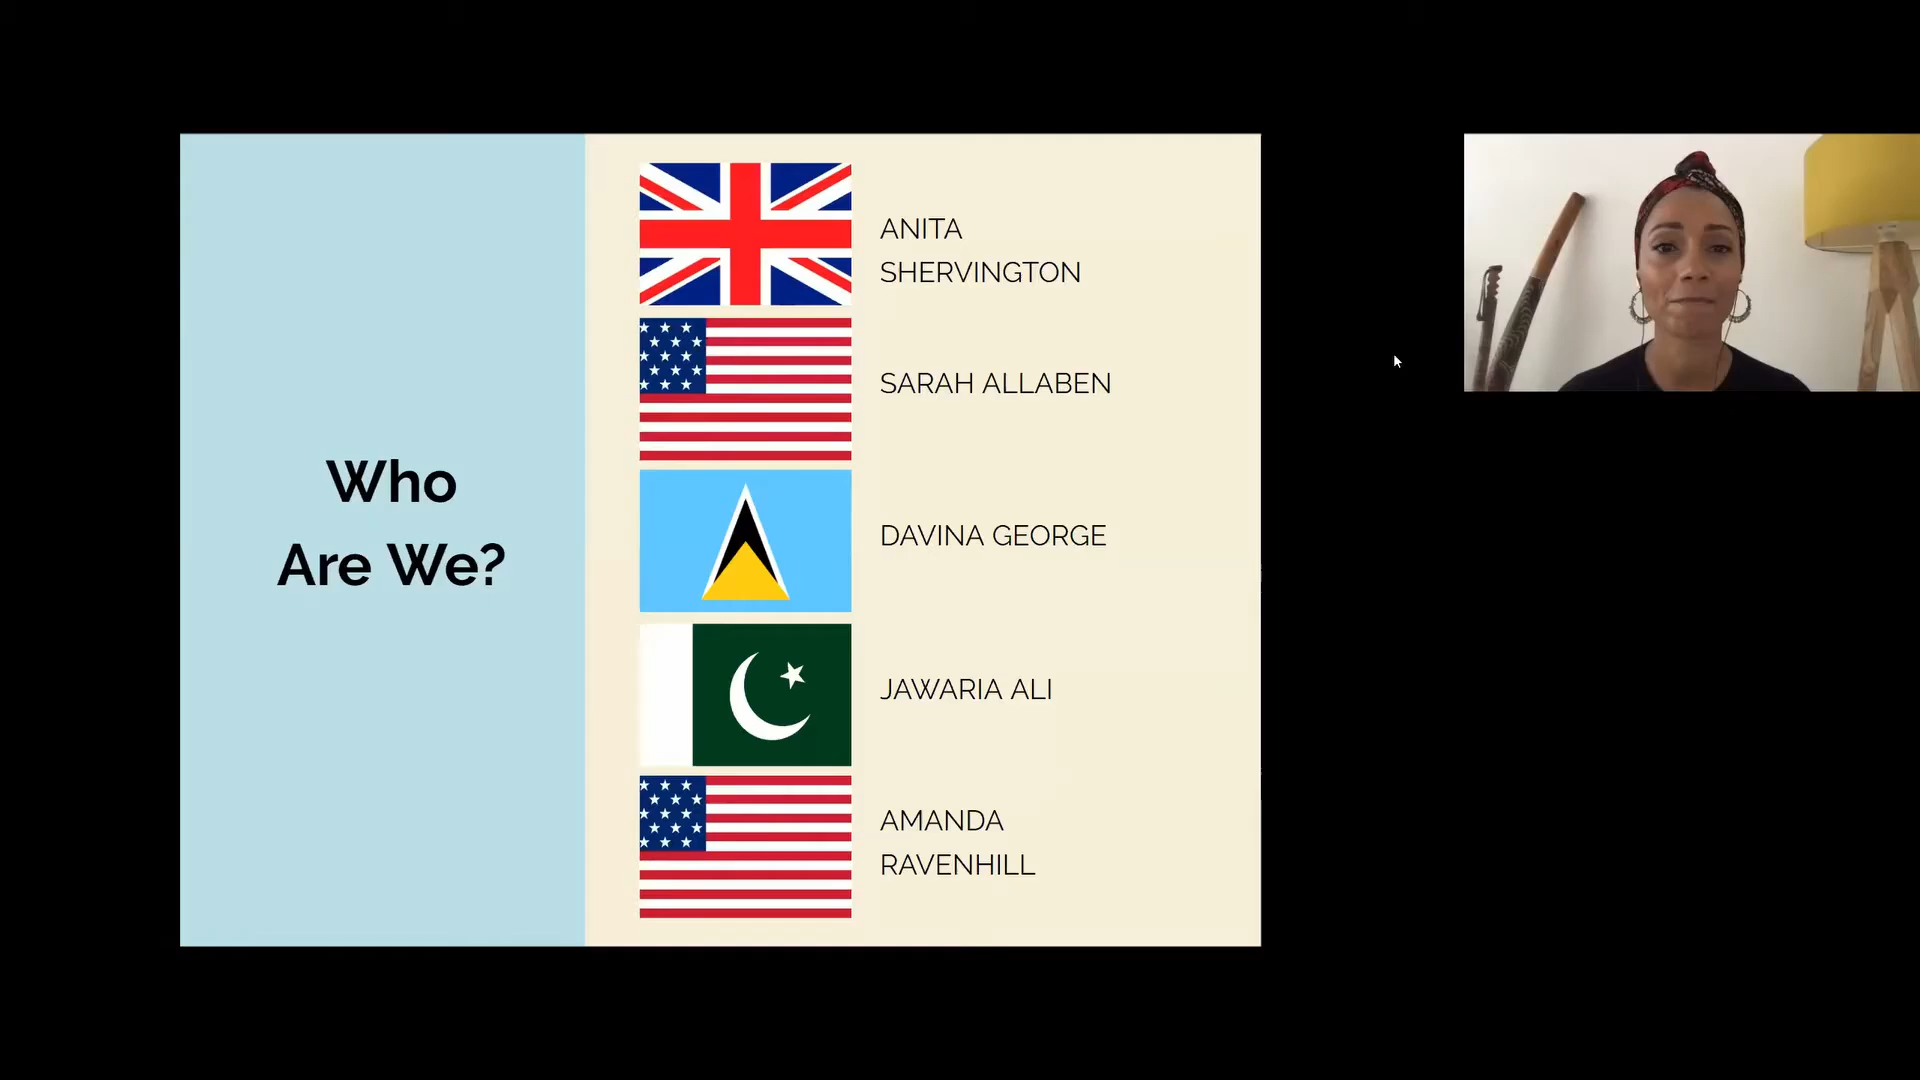 Who
Are We?
ANITA
SHERVINGTON
SARAH ALLABEN
DAVINA GEORGE
JAWARIA ALI
AMANDA
RAVENHILL